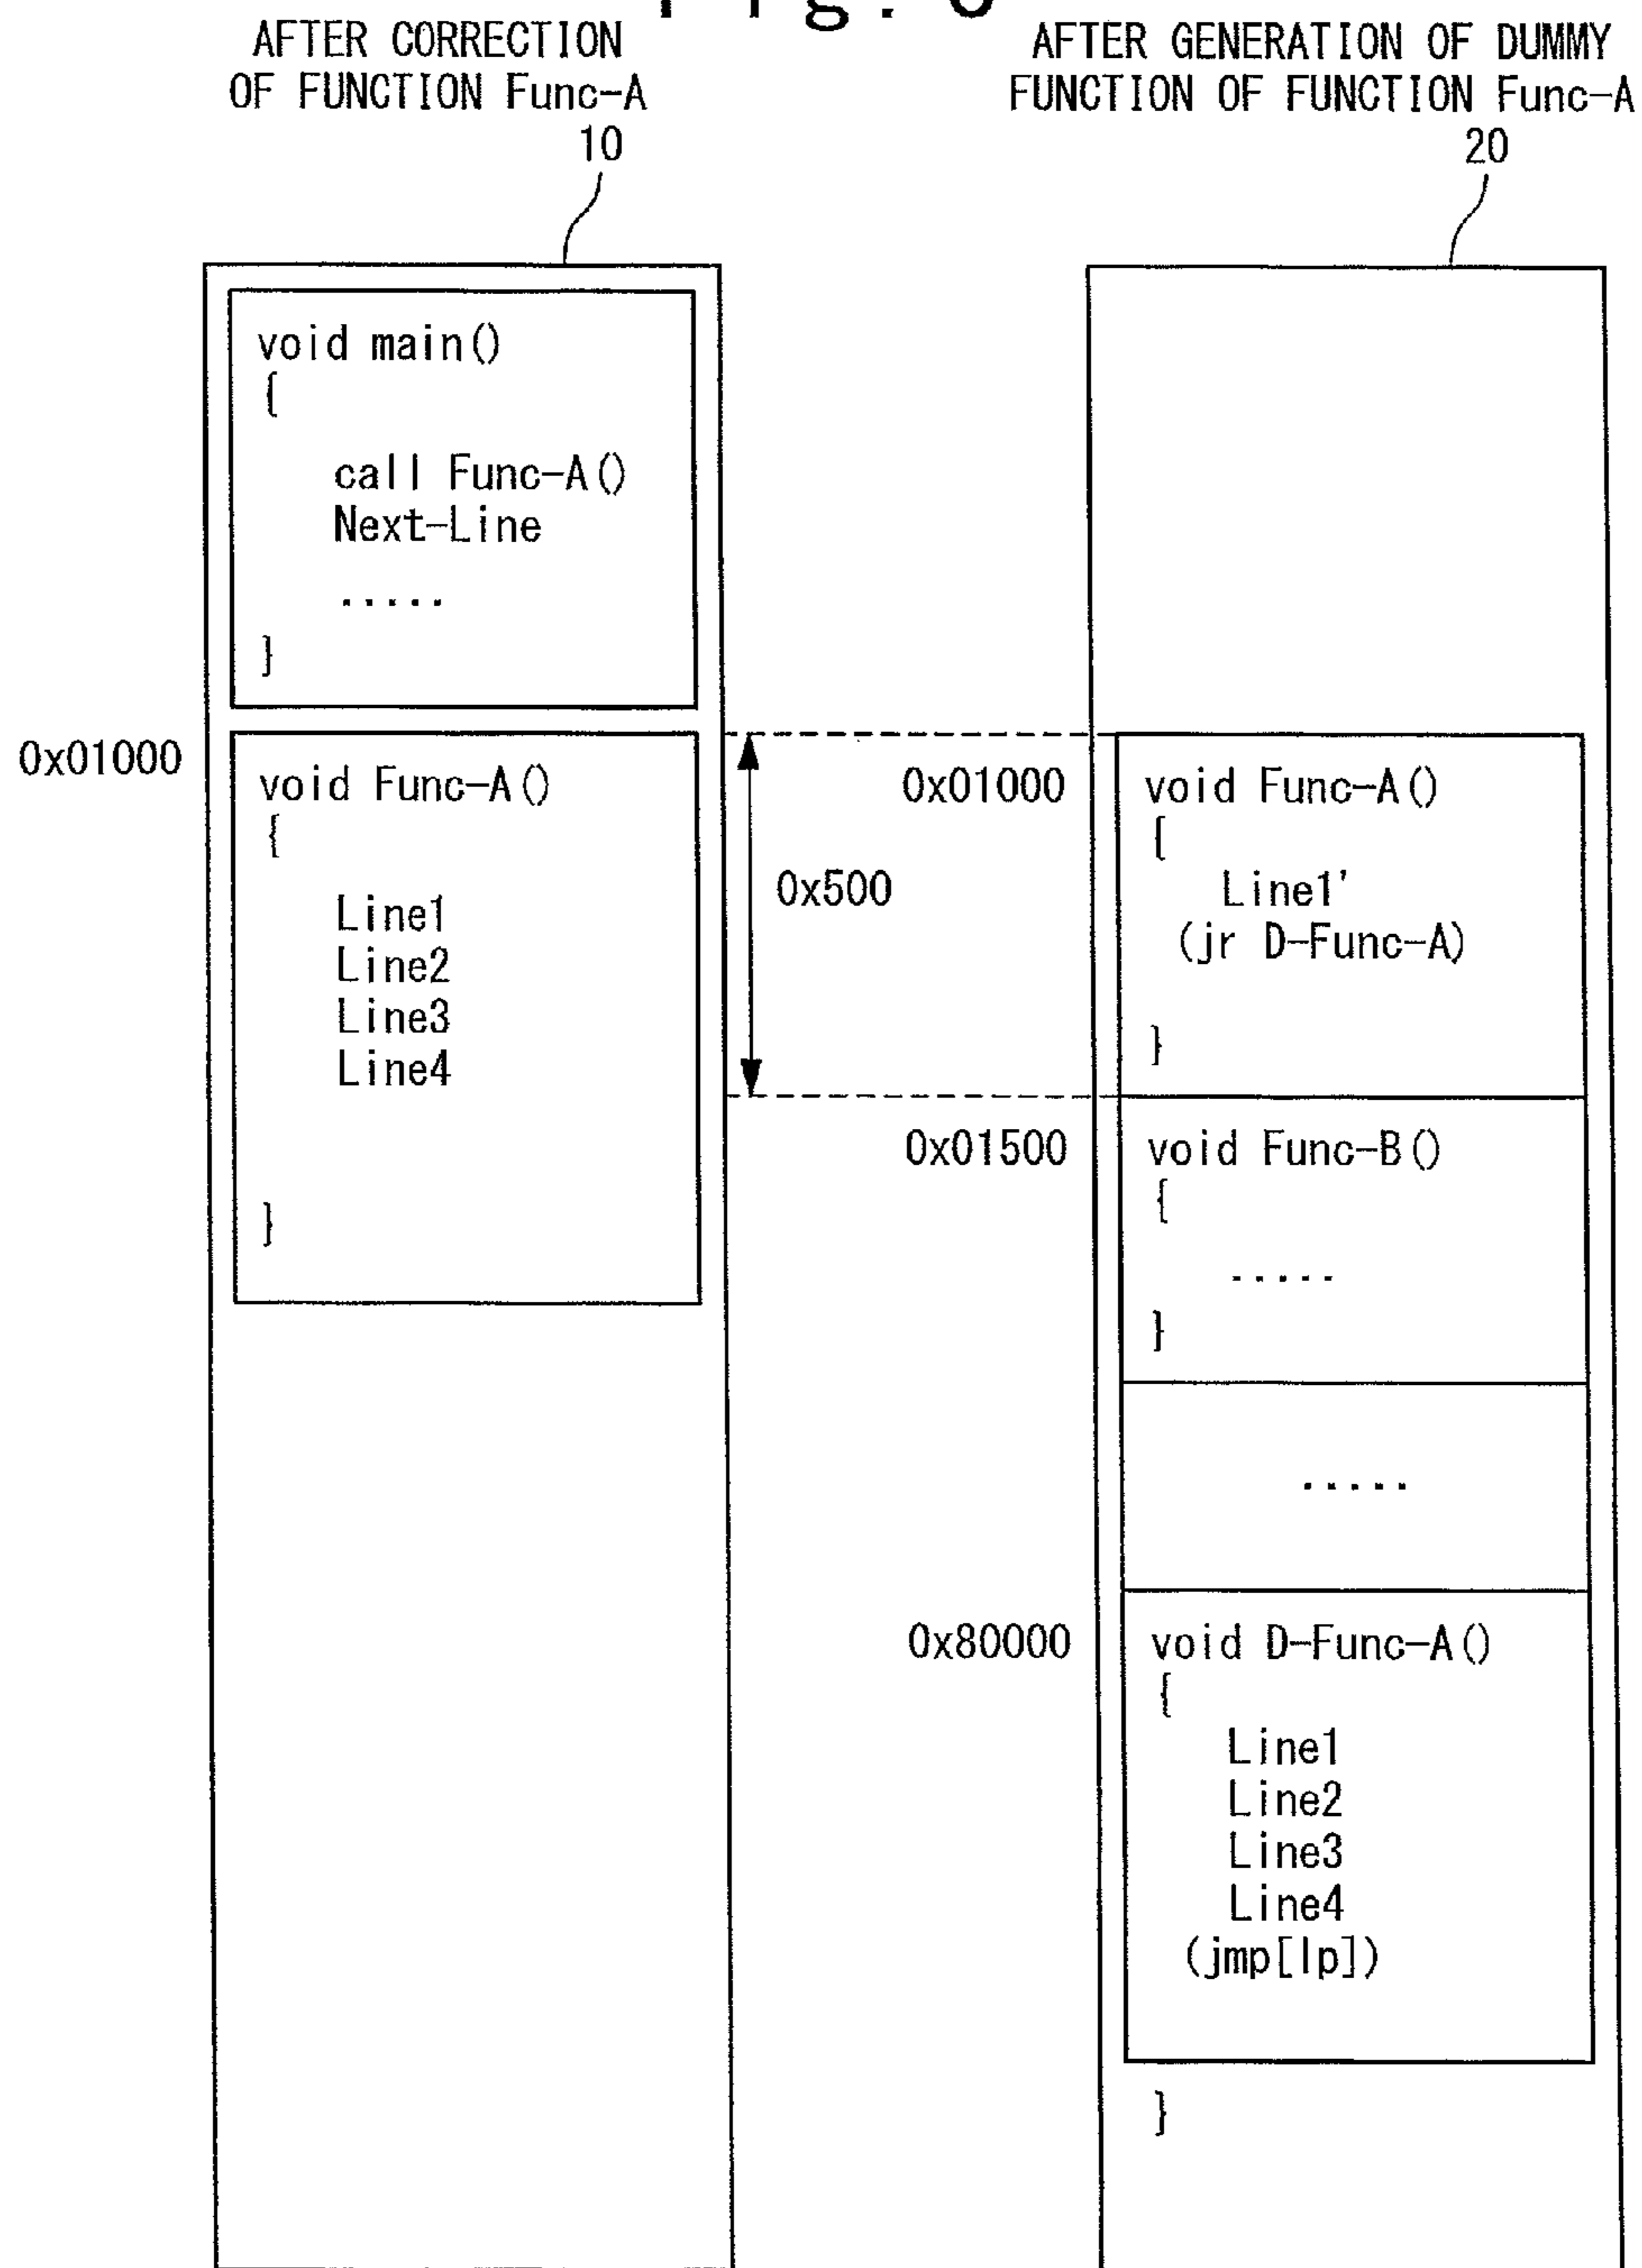 AFTER CORRECTION
OF FUNCTION Func-A
10
void main()
{
call Func-A()
Next-Line
.....
}
0x01000
void Func-A()
{
Line1
Line2
Line3
Line4
}
0x500
AFTER GENERATION OF DUMMY
FUNCTION OF FUNCTION Func-A
20
0x01000
void Func-A()
{
Line1'
(jr D-Func-A)
}
0x01500
void Func-B()
{
.....
}
.....
0x80000
void D-Func-A()
{
Line1
Line2
Line3
Line4
(jmp[lp])
}